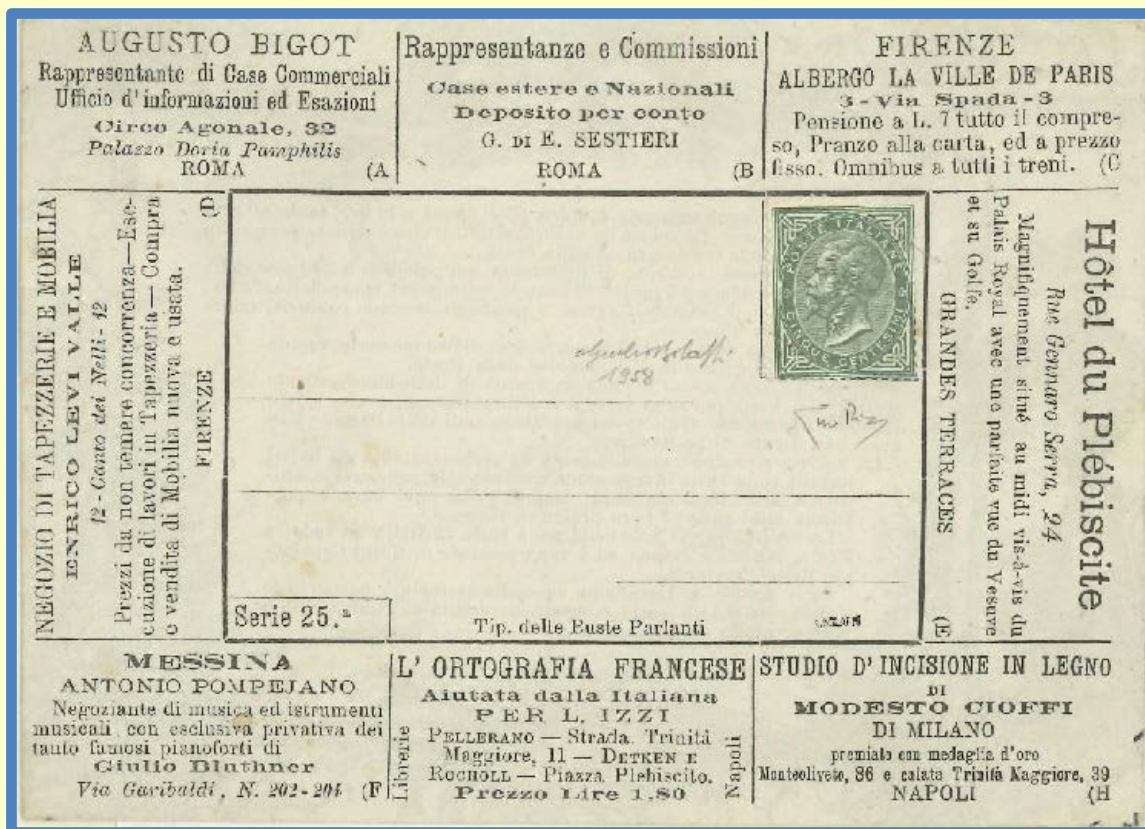 AUGUSTO BIGOT
Rappresentante di Case Commerciali
Ufficio d'informazioni ed Esazioni
Circo Agonale, 32
Palazzo Doria Pamphilis
ROMA (A
Rappresentanze e Commissioni
Case estere e Nazionali
Deposito per conto
G. DI E. SESTIERI
ROMA (B
FIRENZE
ALBERGO LA VILLE DE PARIS
3 - Via Spada - 3
Pensione a L. 7 tutto il compre-
so, Pranzo alla carta, ed a prezzo
fisso. Omnibus a tutti i treni. (C
NEGOZIO DI TAPEZZERIE E MOBILIA
ENRICO LEVI VALLE
12 - Canto dei Nelli - 42
Prezzi da non temere concorrenza—Ese-
cuzione di lavori in Tapezzeria — Compra
e vendita di Mobilia nuova e usata.
FIRENZE (D
POSTE ITALIANE
CINQUE CENTESIMI
1958
Hôtel du Plébiscite
Rue Gennaro Serra, 24
Magnifiquement situé au midi vis-à-vis du
Palais Royal avec une parfate vue du Vesuve
et su Golfe.
GRANDES TERRACES (E
Serie 25.ª
Tip. delle Buste Parlanti
MESSINA
ANTONIO POMPEJANO
Negoziante di musica ed istrumenti
musicali con esclusiva privativa dei
tanto famosi pianoforti di
Giulio Bluthner
Via Garibaldi, N. 202-204 (F
L' ORTOGRAFIA FRANCESE
Aiutata dalla Italiana
PER L. IZZI
Librerie
PELLERANO — Strada. Trinità
Maggiore, 11 — DETKEN E
ROCHOLL — Piazza Plebiscito.
Napoli
Prezzo Lire 1,80
STUDIO D' INCISIONE IN LEGNO
DI
MODESTO CIOFFI
DI MILANO
premiato con medaglia d'oro
Monteoliveto, 86 e calata Trinità Maggiore, 39
NAPOLI (H